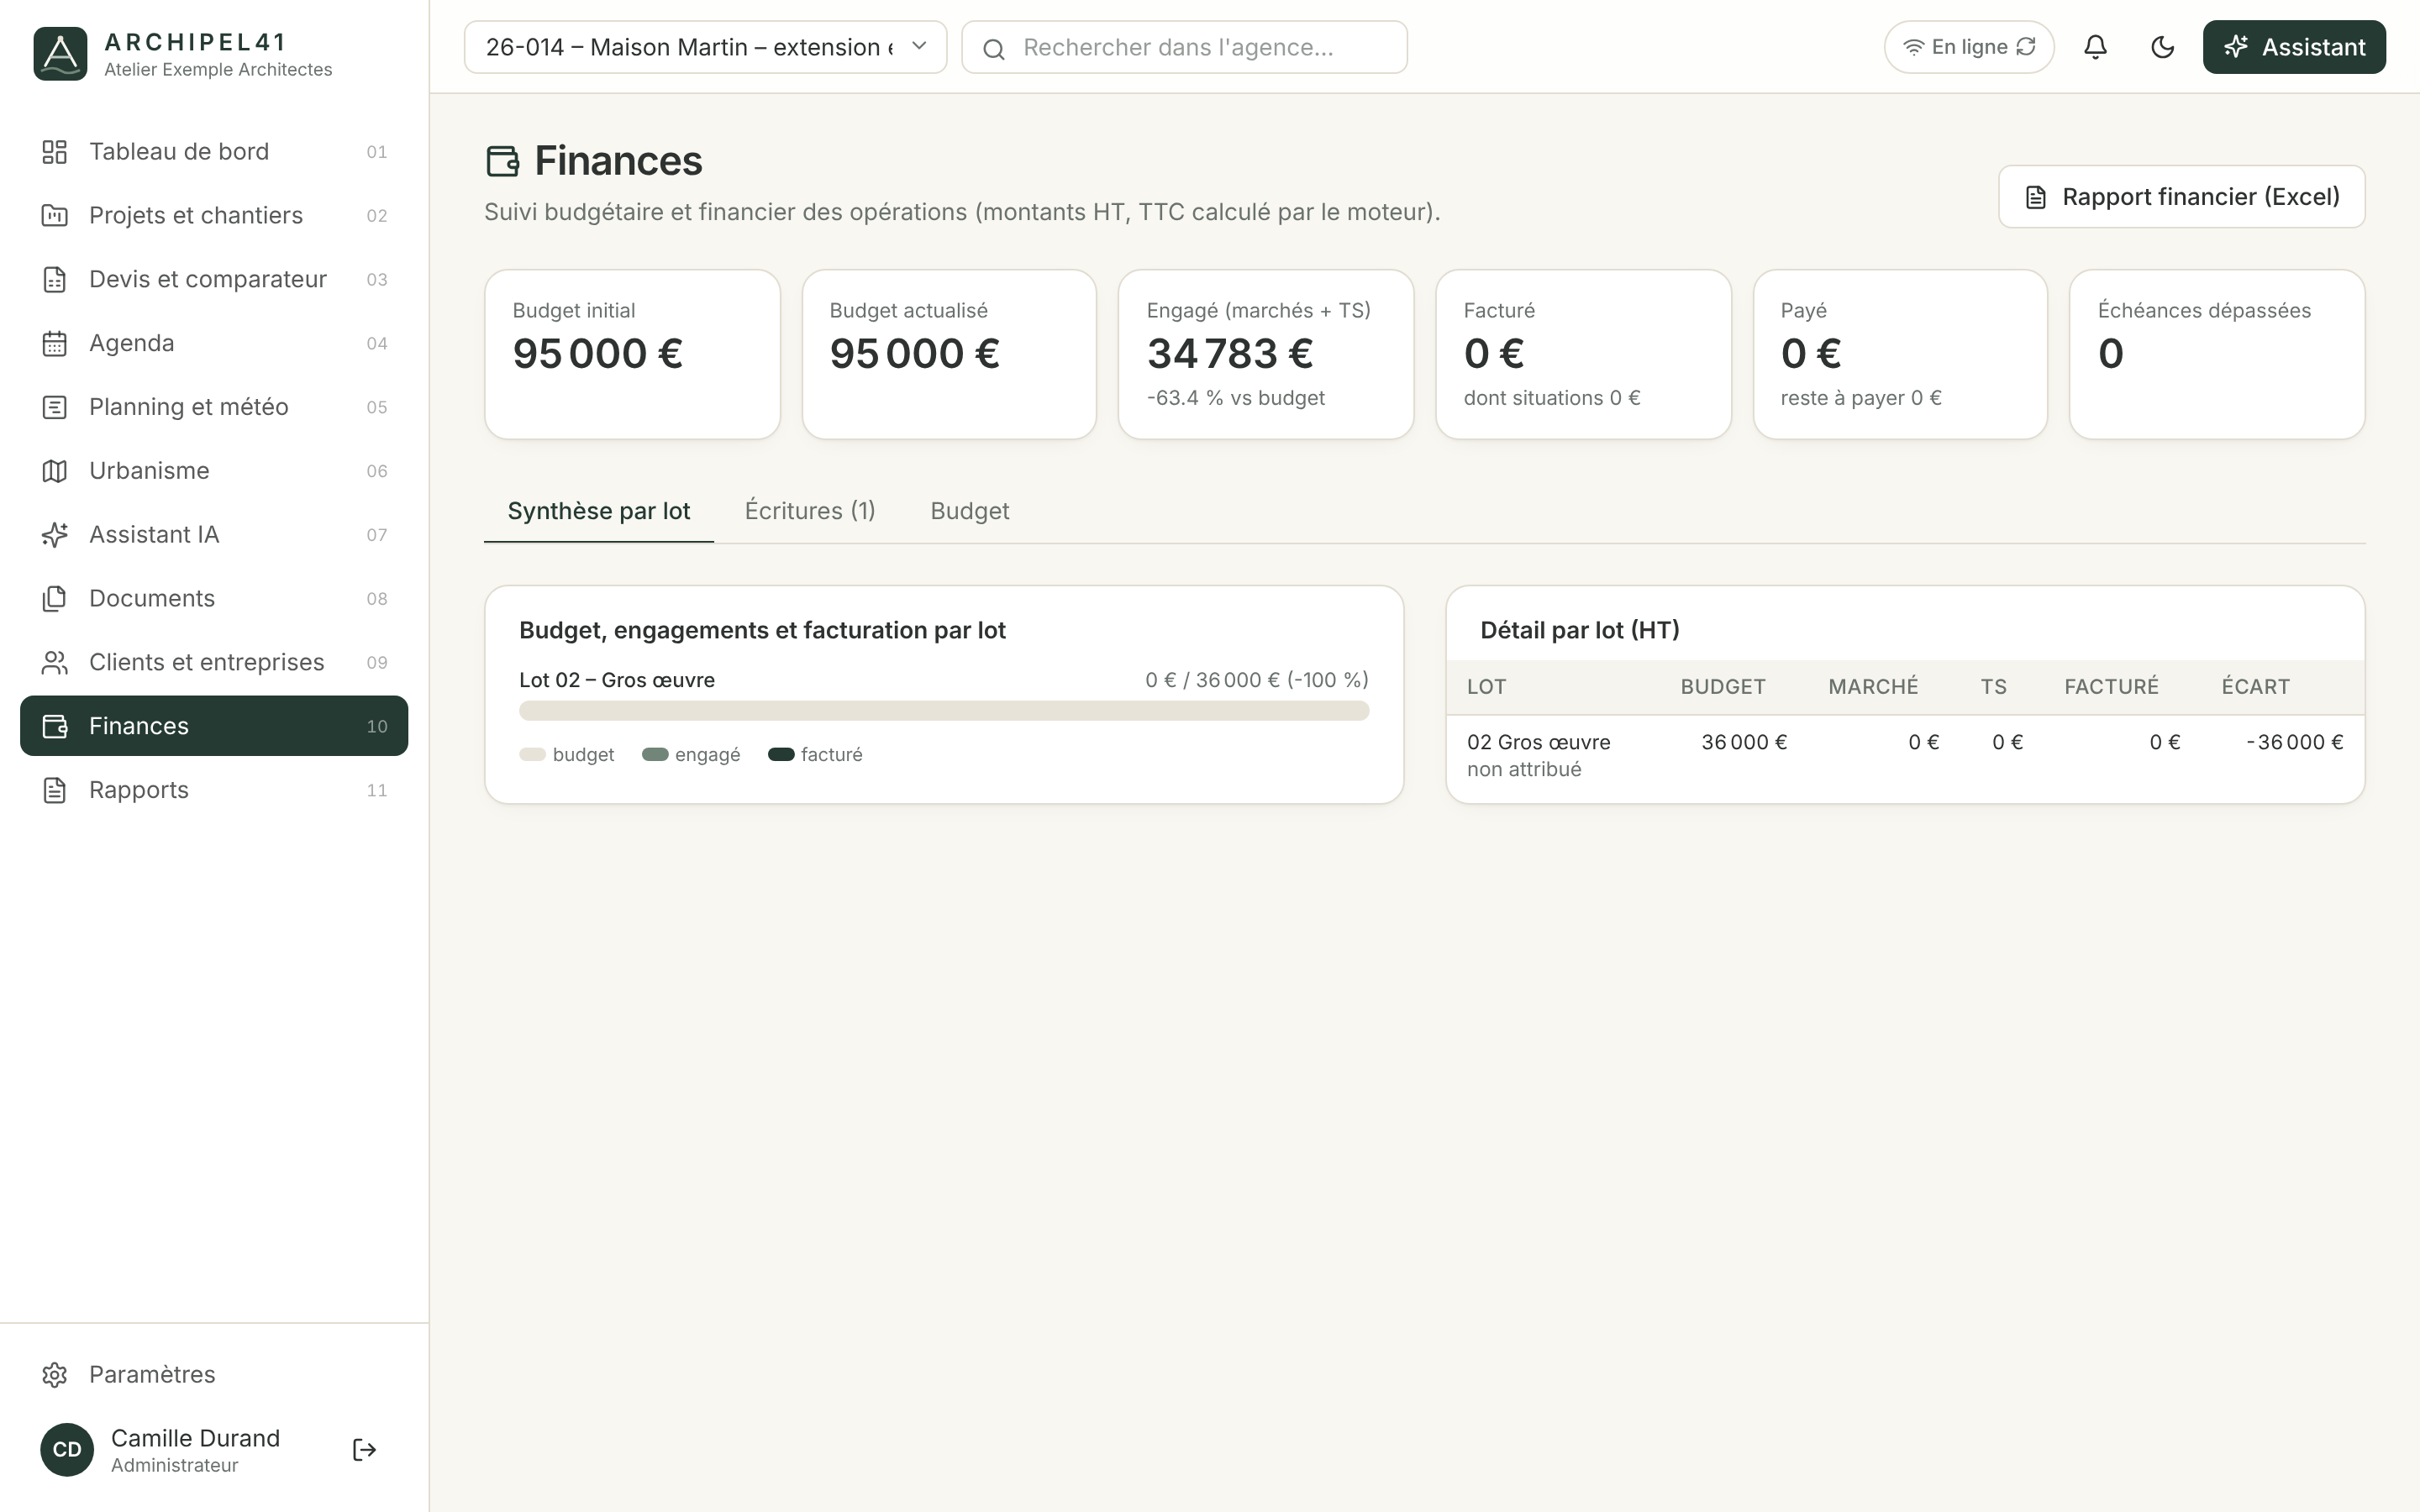 ARCHIPEL41
Atelier Exemple Architectes
Tableau de bord 01
Projets et chantiers 02
Devis et comparateur 03
Agenda 04
Planning et météo 05
Urbanisme 06
Assistant IA 07
Documents 08
Clients et entreprises 09
Finances 10
Rapports 11
Paramètres
CD
Camille Durand
Administrateur
26-014 – Maison Martin – extension
Rechercher dans l'agence...
En ligne
Assistant
Finances
Suivi budgétaire et financier des opérations (montants HT, TTC calculé par le moteur).
Rapport financier (Excel)
Budget initial
95 000 €
Budget actualisé
95 000 €
Engagé (marchés + TS)
34 783 €
-63.4 % vs budget
Facturé
0 €
dont situations 0 €
Payé
0 €
reste à payer 0 €
Échéances dépassées
0
Synthèse par lot Écritures (1) Budget
Budget, engagements et facturation par lot
Lot 02 – Gros œuvre 0 € / 36 000 € (-100 %)
budget engagé facturé
Détail par lot (HT)
LOT BUDGET MARCHÉ TS FACTURÉ ÉCART
02 Gros œuvre 36 000 € 0 € 0 € 0 € -36 000 €
non attribué